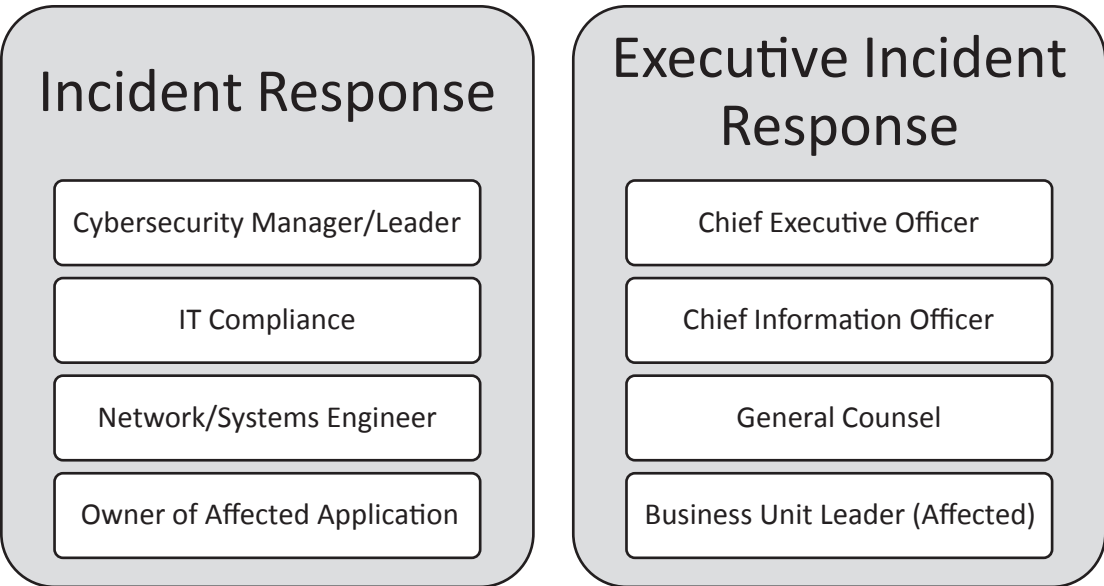 Incident Response
Cybersecurity Manager/Leader
IT Compliance
Network/Systems Engineer
Owner of Affected Application
Executive Incident
Response
Chief Executive Officer
Chief Information Officer
General Counsel
Business Unit Leader (Affected)